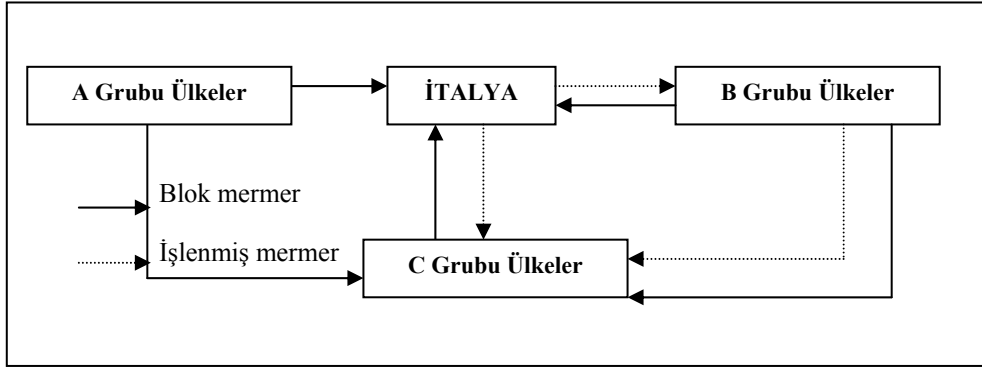 A Grubu Ülkeler
İTALYA
B Grubu Ülkeler
Blok mermer
İşlenmiş mermer
C Grubu Ülkeler